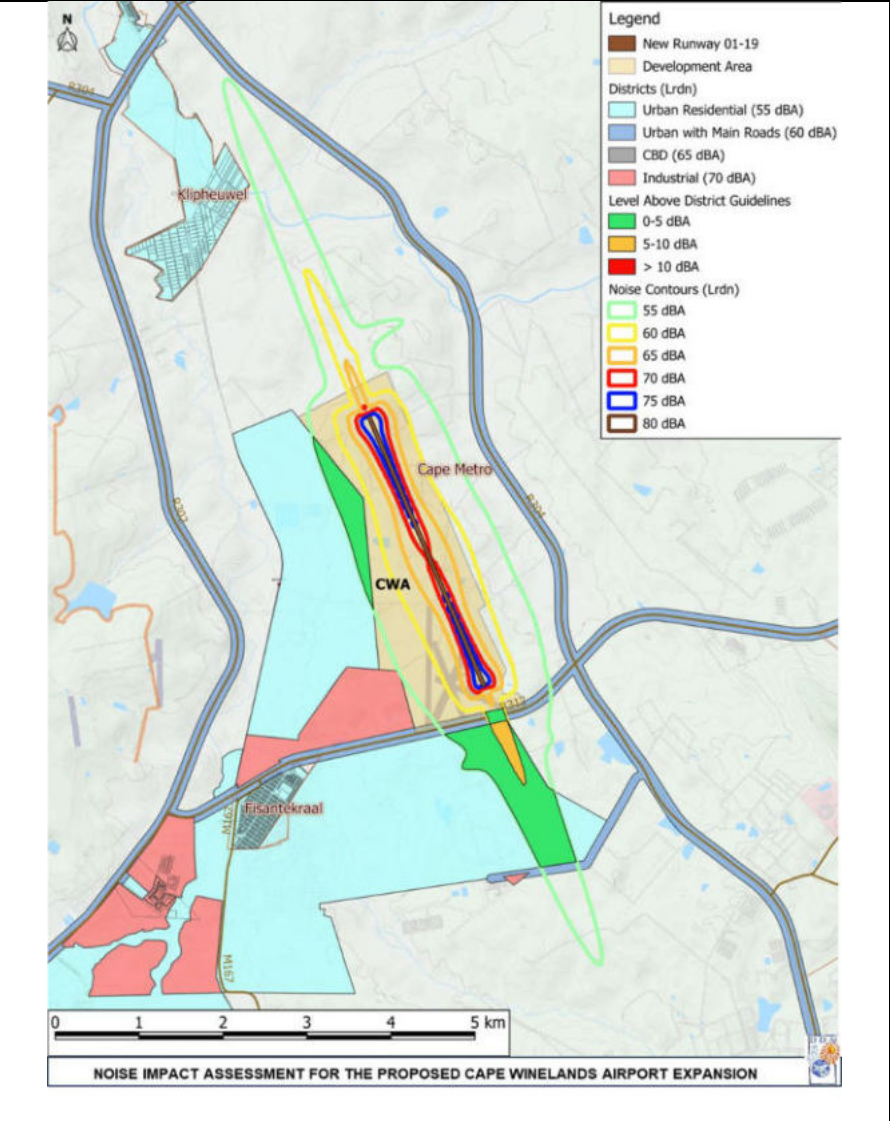 N
Legend
New Runway 01-19
Development Area
Districts (Lrdn)
Urban Residential (55 dBA)
Urban with Main Roads (60 dBA)
CBD (65 dBA)
Industrial (70 dBA)
Level Above District Guidelines
0-5 dBA
5-10 dBA
> 10 dBA
Noise Contours (Lrdn)
55 dBA
60 dBA
65 dBA
70 dBA
75 dBA
80 dBA
R304
Klipheuwel
Cape Metro
R302
R304
CWA
R312
Fisantekraal
M167
M167
0 1 2 3 4 5 km
NOISE IMPACT ASSESSMENT FOR THE PROPOSED CAPE WINELANDS AIRPORT EXPANSION